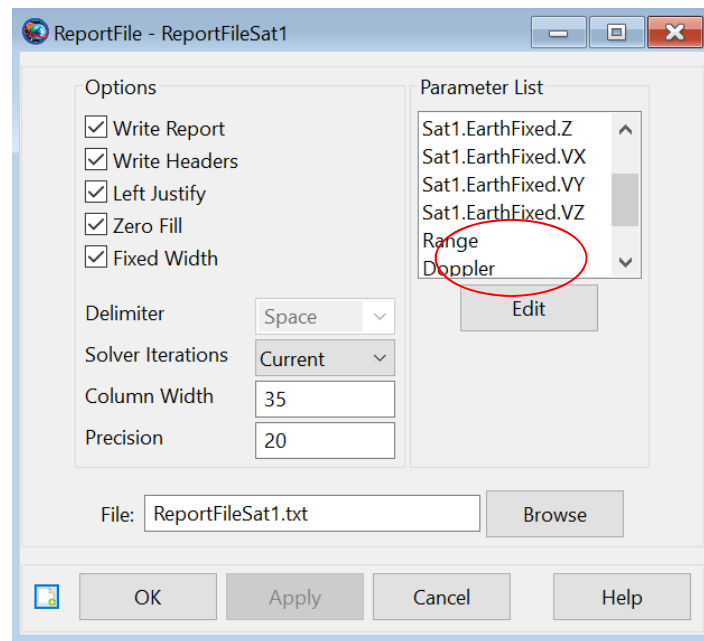 ReportFile - ReportFileSat1
Options
Write Report
Write Headers
Left Justify
Zero Fill
Fixed Width
Delimiter
Space
Solver Iterations
Current
Column Width
35
Precision
20
Parameter List
Sat1.EarthFixed.Z
Sat1.EarthFixed.VX
Sat1.EarthFixed.VY
Sat1.EarthFixed.VZ
Range
Doppler
Edit
File:
ReportFileSat1.txt
Browse
OK
Apply
Cancel
Help